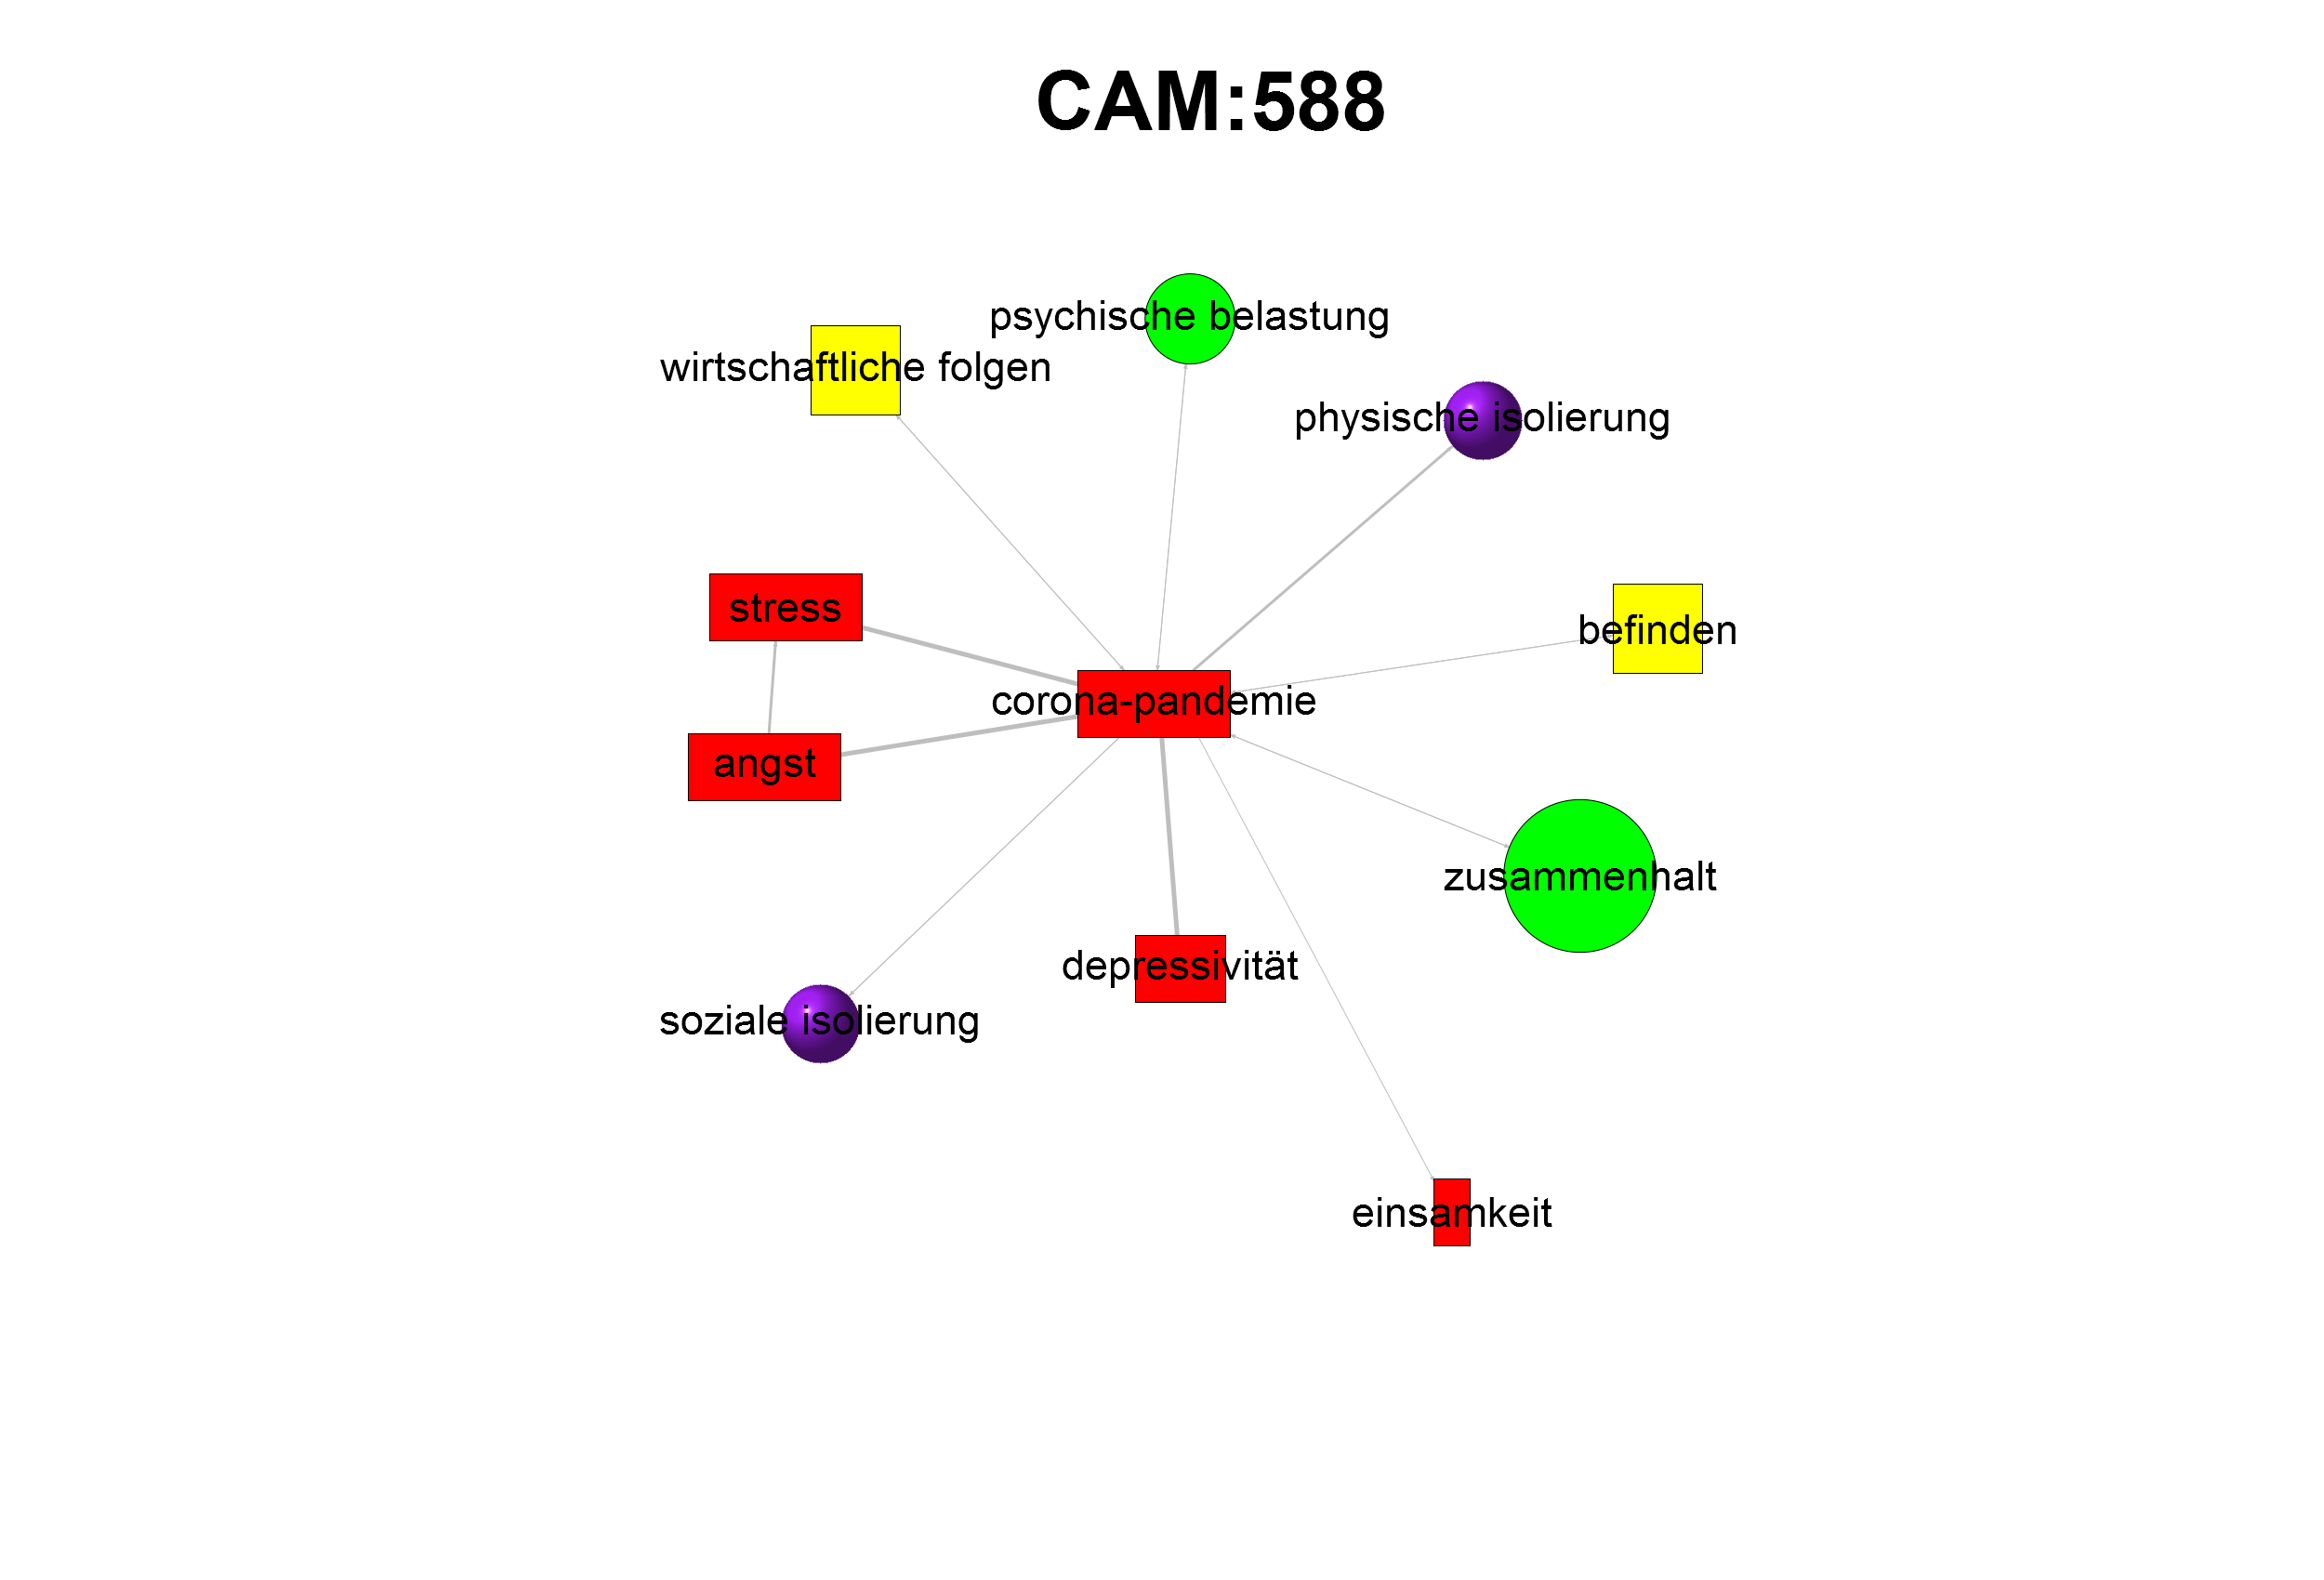 CAM:588
psychische belastung
wirtschaftliche folgen
physische isolierung
stress
befinden
corona-pandemie
angst
zusammenhalt
depressivität
soziale isolierung
einsamkeit